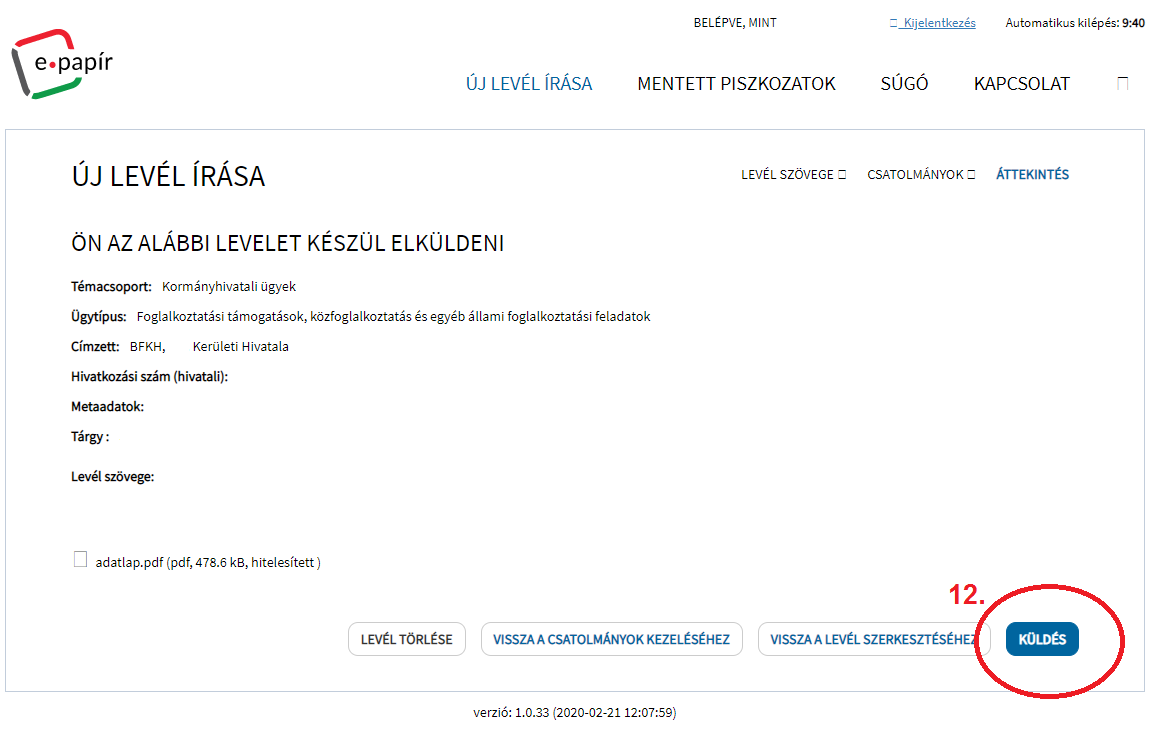 BELÉPVE, MINT
Kijelentkezés
Automatikus kilépés: 9:40
e•papír
ÚJ LEVÉL ÍRÁSA
MENTETT PISZKOZATOK
SÚGÓ
KAPCSOLAT
ÚJ LEVÉL ÍRÁSA
LEVÉL SZÖVEGE
CSATOLMÁNYOK
ÁTTEKINTÉS
ÖN AZ ALÁBBI LEVELET KÉSZÜL ELKÜLDENI
Témacsoport: Kormányhivatali ügyek
Ügytípus: Foglalkoztatási támogatások, közfoglalkoztatás és egyéb állami foglalkoztatási feladatok
Címzett: BFKH, Kerületi Hivatala
Hivatkozási szám (hivatali):
Metaadatok:
Tárgy :
Levél szövege:
adatlap.pdf (pdf, 478.6 kB, hitelesített )
12.
LEVÉL TÖRLÉSE
VISSZA A CSATOLMÁNYOK KEZELÉSÉHEZ
VISSZA A LEVÉL SZERKESZTÉSÉHEZ
KÜLDÉS
verzió: 1.0.33 (2020-02-21 12:07:59)